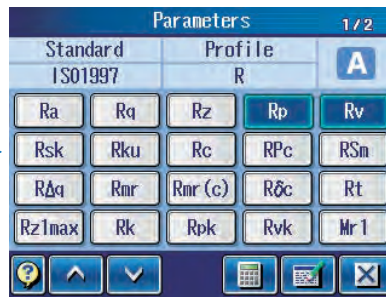 Parameters 1/2
Standard Profile A
ISO1997 R
Ra Rq Rz Rp Rv
Rsk Rku Rc RPc RSm
RΔq Rmr Rmr(c) Rδc Rt
Rz1max Rk Rpk Rvk Mr1
?